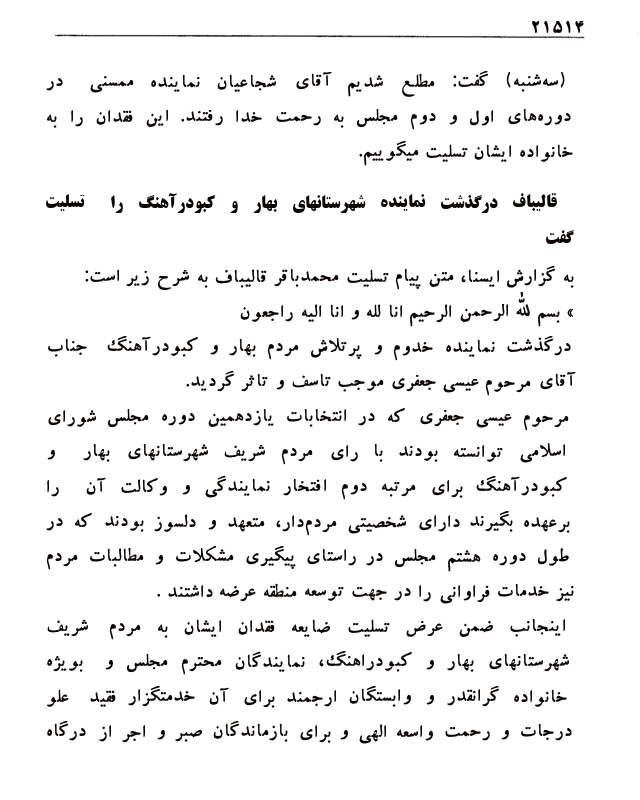 ۲۱۵۱۴
(سه‌شنبه) گفت: مطلع شدیم آقای شجاعیان نماینده ممسنی در
دوره‌های اول و دوم مجلس به رحمت خدا رفتند. این فقدان را به
خانواده ایشان تسلیت میگوییم.
قالیباف درگذشت نماینده شهرستانهای بهار و کبودرآهنگ را تسلیت
گفت
به گزارش ایسنا، متن پیام تسلیت محمدباقر قالیباف به شرح زیر است:
» بسم الله الرحمن الرحیم انا لله و انا الیه راجعون
درگذشت نماینده خدوم و پرتلاش مردم بهار و کبودرآهنگ جناب
آقای مرحوم عیسی جعفری موجب تاسف و تاثر گردید.
مرحوم عیسی جعفری که در انتخابات یازدهمین دوره مجلس شورای
اسلامی توانسته بودند با رای مردم شریف شهرستانهای بهار و
کبودرآهنگ برای مرتبه دوم افتخار نمایندگی و وکالت آن را
برعهده بگیرند دارای شخصیتی مردم‌دار، متعهد و دلسوز بودند که در
طول دوره هشتم مجلس در راستای پیگیری مشکلات و مطالبات مردم
نیز خدمات فراوانی را در جهت توسعه منطقه عرضه داشتند .
اینجانب ضمن عرض تسلیت ضایعه فقدان ایشان به مردم شریف
شهرستانهای بهار و کبودراهنگ، نمایندگان محترم مجلس و بویژه
خانواده گرانقدر و وابستگان ارجمند برای آن خدمتگزار فقید علو
درجات و رحمت واسعه الهی و برای بازماندگان صبر و اجر از درگاه